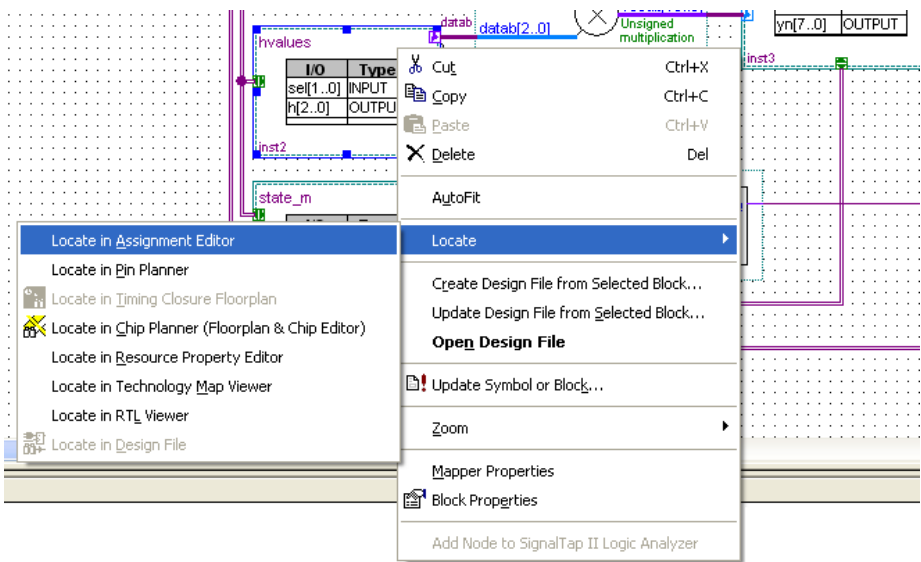 datab
datab[2..0]
Unsigned
multiplication
yn[7..0] OUTPUT
inst3
hvalues
I/O Type
sel[1..0] INPUT
h[2..0]
inst2
state_m
Cut Ctrl+X
Copy Ctrl+C
Paste Ctrl+V
Delete Del
AutoFit
Locate
Create Design File from Selected Block...
Update Design File from Selected Block...
Open Design File
Update Symbol or Block...
Zoom
Mapper Properties
Block Properties
Add Node to SignalTap II Logic Analyzer
Locate in Assignment Editor
Locate in Pin Planner
Locate in Timing Closure Floorplan
Locate in Chip Planner (Floorplan & Chip Editor)
Locate in Resource Property Editor
Locate in Technology Map Viewer
Locate in RTL Viewer
Locate in Design File